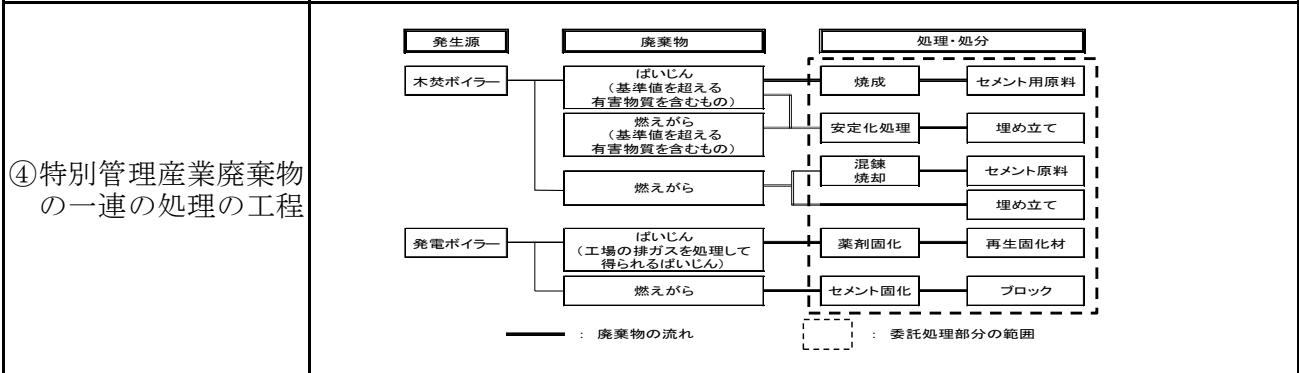 ④特別管理産業廃棄物
の一連の処理の工程
発生源
廃棄物
処理・処分
木焚ボイラー
ばいじん
(基準値を超える
有害物質を含むもの)
焼成
セメント用原料
燃えがら
(基準値を超える
有害物質を含むもの)
安定化処理
埋め立て
燃えがら
混錬
焼却
セメント原料
埋め立て
発電ボイラー
ばいじん
(工場の排ガスを処理して
得られるばいじん)
薬剤固化
再生固化材
燃えがら
セメント固化
ブロック
: 廃棄物の流れ
: 委託処理部分の範囲